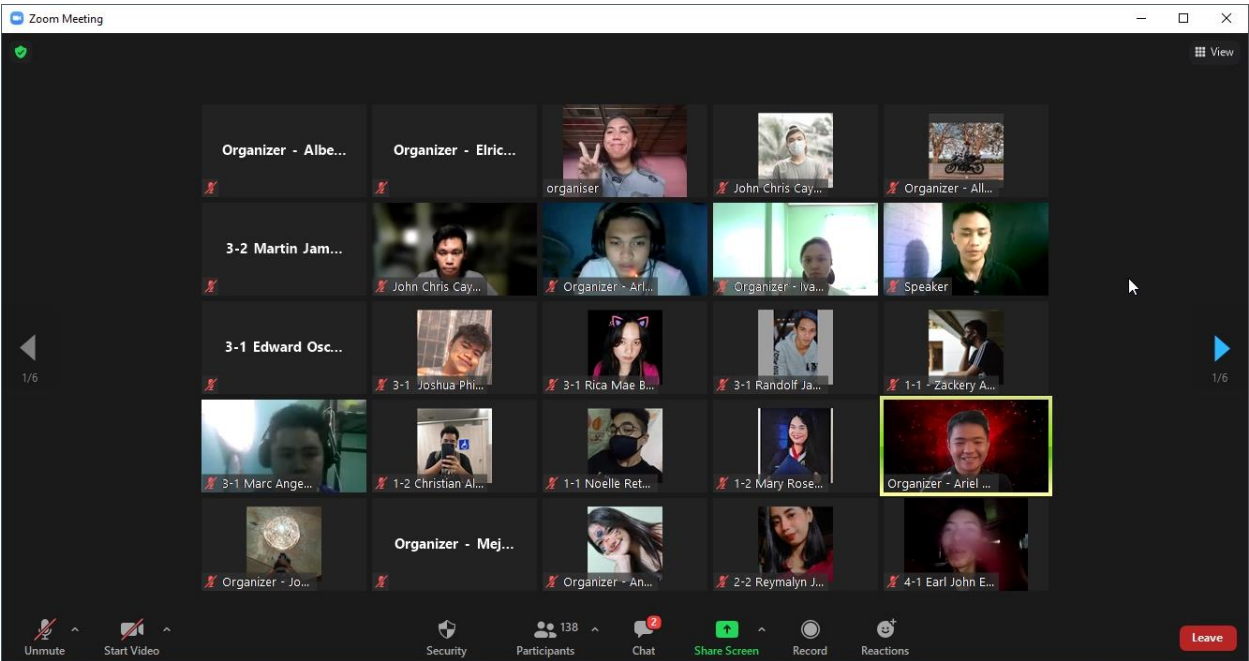 Zoom Meeting
View
Organizer - Albe...
Organizer - Elric...
organiser
John Chris Cay...
Organizer - All...
3-2 Martin Jam...
John Chris Cay...
Organizer - Arl...
Organizer - Iva...
Speaker
3-1 Edward Osc...
3-1 Joshua Phi...
3-1 Rica Mae B...
3-1 Randolf Ja...
1-1 - Zackery A...
1/6
1/6
3-1 Marc Ange...
1-2 Christian Al...
1-1 Noelle Ret...
1-2 Mary Rose...
Organizer - Ariel ...
Organizer - Jo...
Organizer - Mej...
Organizer - An...
2-2 Reymalyn J...
4-1 Earl John E...
Unmute
Start Video
Security
138
Participants
2
Chat
Share Screen
Record
Reactions
Leave